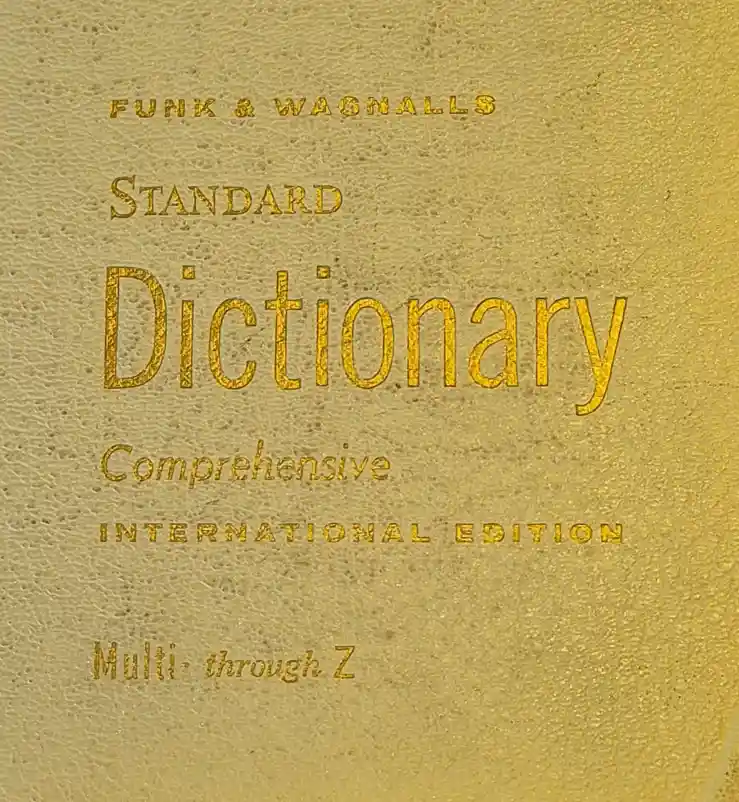 FUNK & WAGNALLS
STANDARD
Dictionary
Comprehensive
INTERNATIONAL EDITION
Multi- through Z